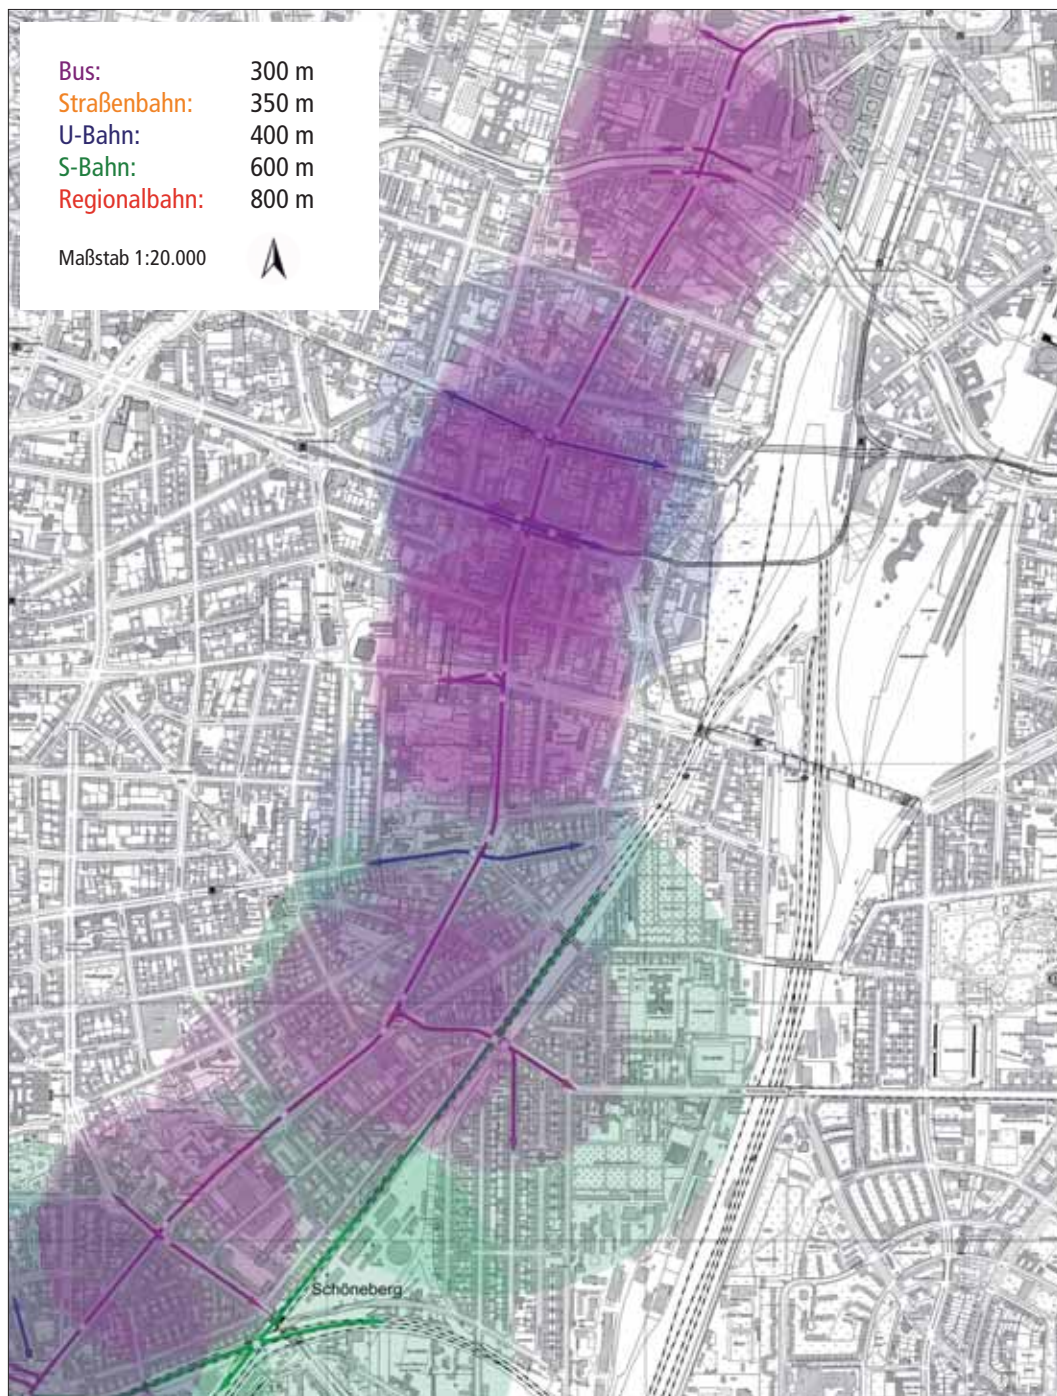 Bus: 300 m
Straßenbahn: 350 m
U-Bahn: 400 m
S-Bahn: 600 m
Regionalbahn: 800 m
Maßstab 1:20.000
Schöneberg